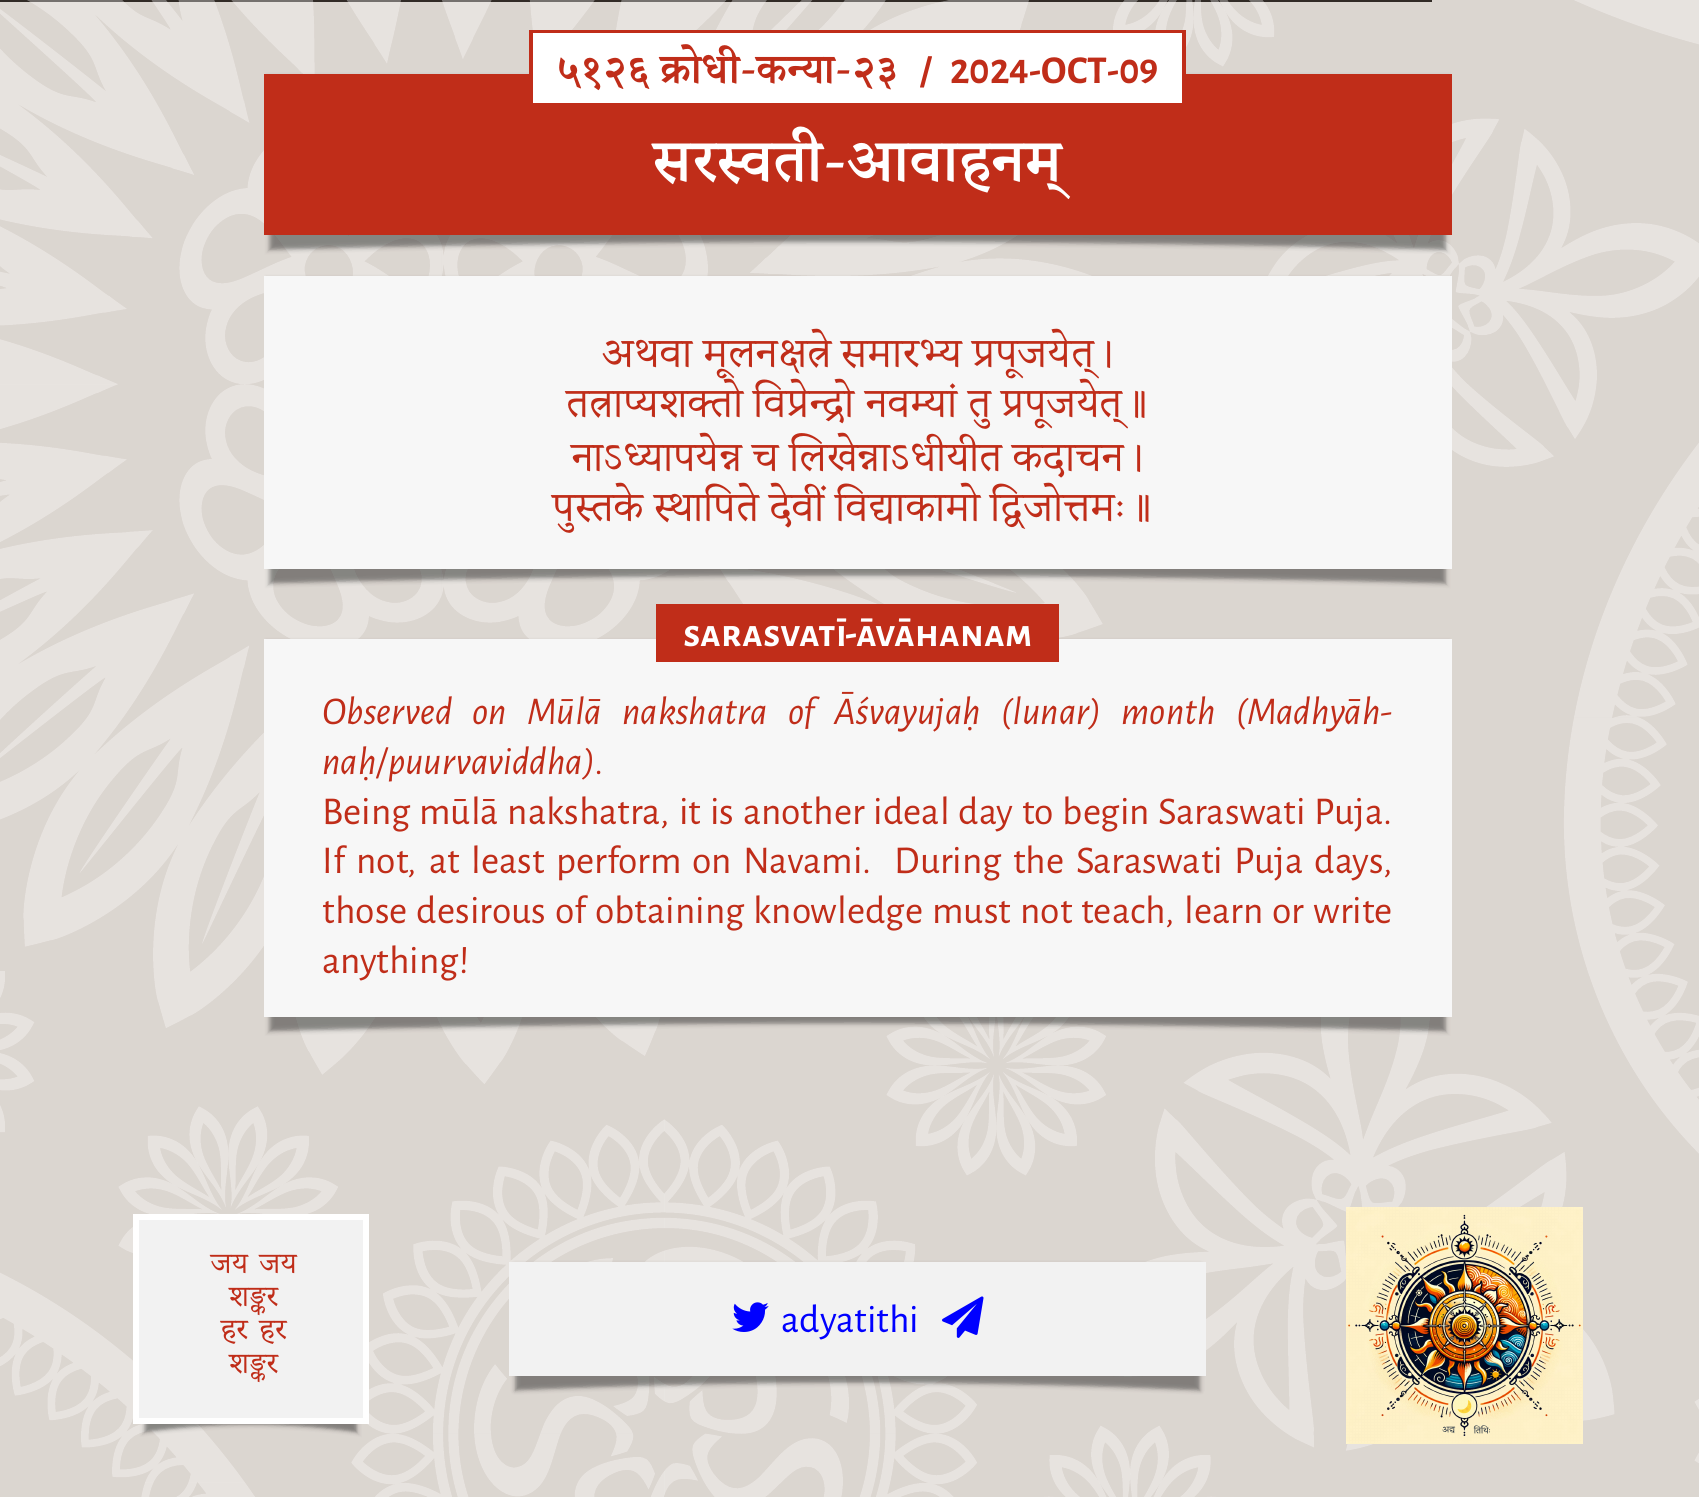 ५१२६ क्रोधी-कन्या-२३ / 2024-OCT-09
सरस्वती-आवाहनम्
अथवा मूलनक्षत्रे समारभ्य प्रपूजयेत्।
तत्राप्यशक्तो विप्रेन्द्रो नवम्यां तु प्रपूजयेत्॥
नाऽध्यापयेन्न च लिखेन्नाऽधीयीत कदाचन।
पुस्तके स्थापिते देवीं विद्याकामो द्विजोत्तमः॥
SARASVATĪ-ĀVĀHANAM
Observed on Mūlā nakshatra of Āśvayujaḥ (lunar) month (Madhyāh-
naḥ/puurvaviddha).
Being mūlā nakshatra, it is another ideal day to begin Saraswati Puja.
If not, at least perform on Navami. During the Saraswati Puja days,
those desirous of obtaining knowledge must not teach, learn or write
anything!
जय जय
शङ्कर
हर हर
शङ्कर
adyatithi
अद्य तिथिः